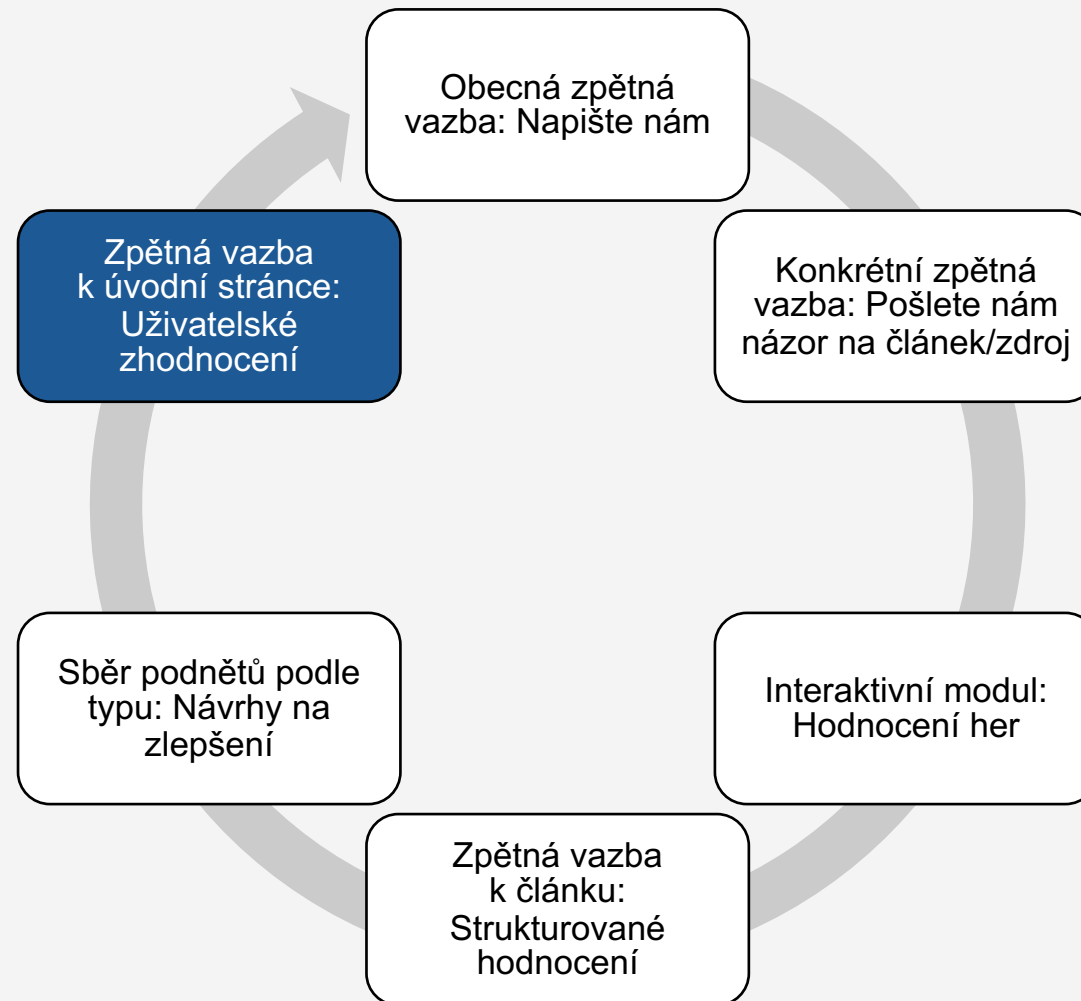 Obecná zpětná
vazba: Napište nám
Konkrétní zpětná
vazba: Pošlete nám
názor na článek/zdroj
Interaktivní modul:
Hodnocení her
Zpětná vazba
k článku:
Strukturované
hodnocení
Sběr podnětů podle
typu: Návrhy na
zlepšení
Zpětná vazba
k úvodní stránce:
Uživatelské
zhodnocení